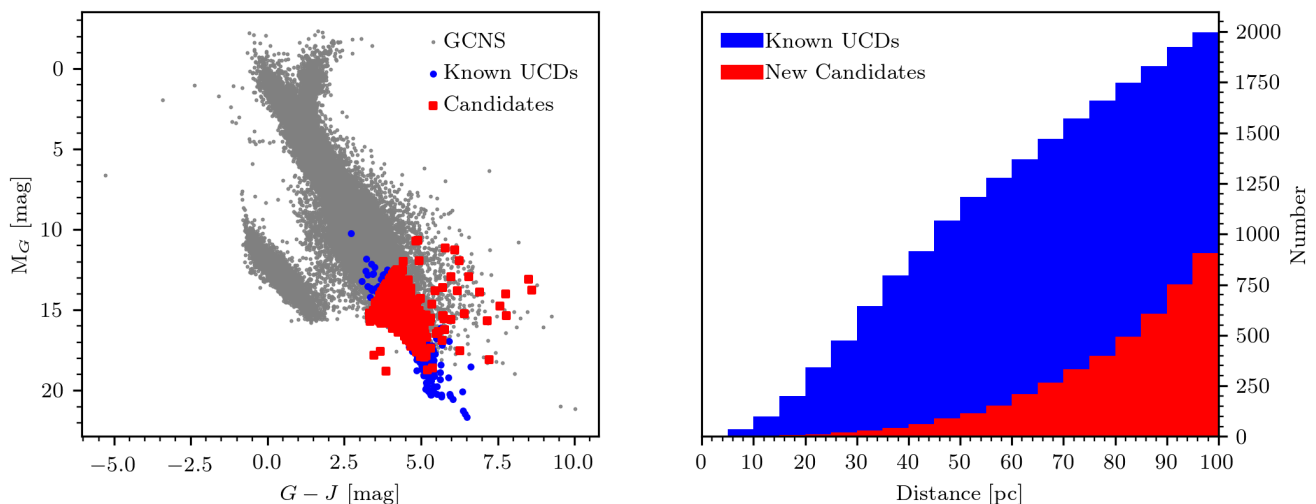 GCNS
Known UCDs
Candidates
0
5
10
15
20
M_G [mag]
−5.0 −2.5 0.0 2.5 5.0 7.5 10.0
G − J [mag]
Known UCDs
New Candidates
2000
1750
1500
1250
1000
750
500
250
0
Number
0 10 20 30 40 50 60 70 80 90 100
Distance [pc]